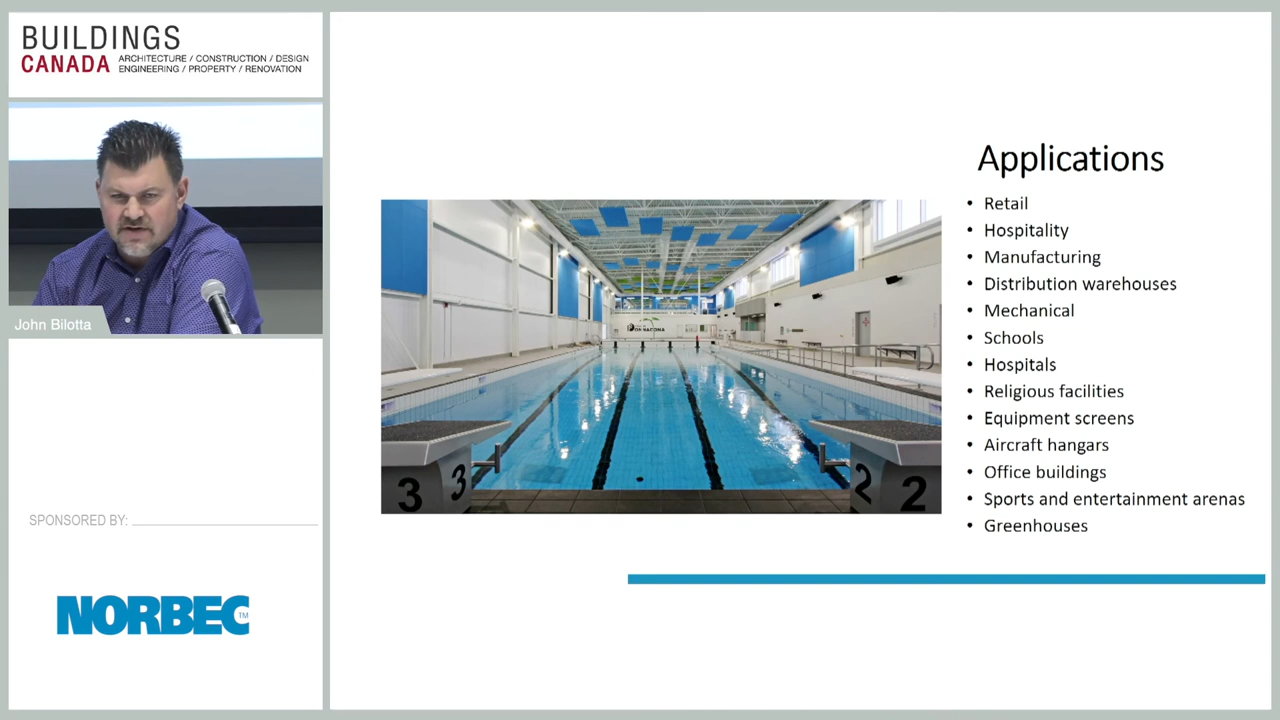 BUILDINGS
CANADA
ARCHITECTURE / CONSTRUCTION / DESIGN
ENGINEERING / PROPERTY / RENOVATION
John Bilotta
SPONSORED BY:
NORBEC™
Applications
• Retail
• Hospitality
• Manufacturing
• Distribution warehouses
• Mechanical
• Schools
• Hospitals
• Religious facilities
• Equipment screens
• Aircraft hangars
• Office buildings
• Sports and entertainment arenas
• Greenhouses
3
3
2
2